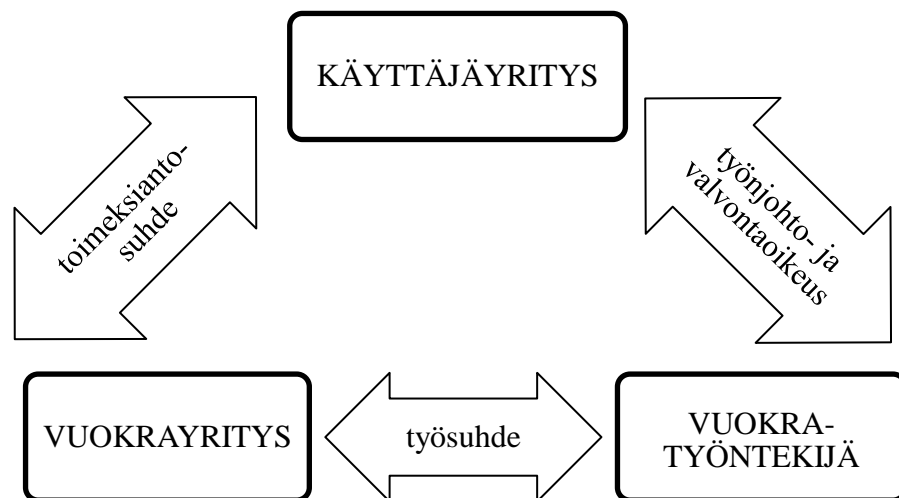 KÄYTTÄJÄYRITYS
toimeksianto-
suhde
työnjohto- ja
valvontaoikeus
VUOKRAYRITYS
työsuhde
VUOKRA-
TYÖNTEKIJÄ